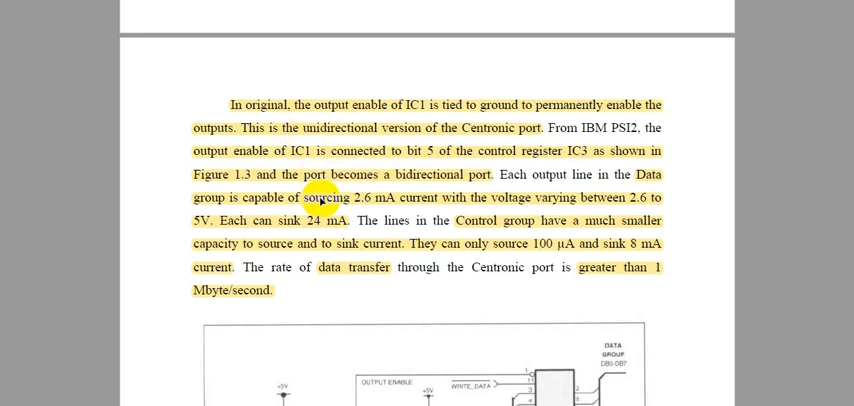 In original, the output enable of IC1 is tied to ground to permanently enable the
outputs. This is the unidirectional version of the Centronic port. From IBM PSI2, the
output enable of IC1 is connected to bit 5 of the control register IC3 as shown in
Figure 1.3 and the port becomes a bidirectional port. Each output line in the Data
group is capable of sourcing 2.6 mA current with the voltage varying between 2.6 to
5V. Each can sink 24 mA. The lines in the Control group have a much smaller
capacity to source and to sink current. They can only source 100 µA and sink 8 mA
current. The rate of data transfer through the Centronic port is greater than 1
Mbyte/second.
DATA
GROUP
DB0-DB7
OUTPUT ENABLE
WRITE_DATA
+5V
+5V
1
11
3
4
2
5